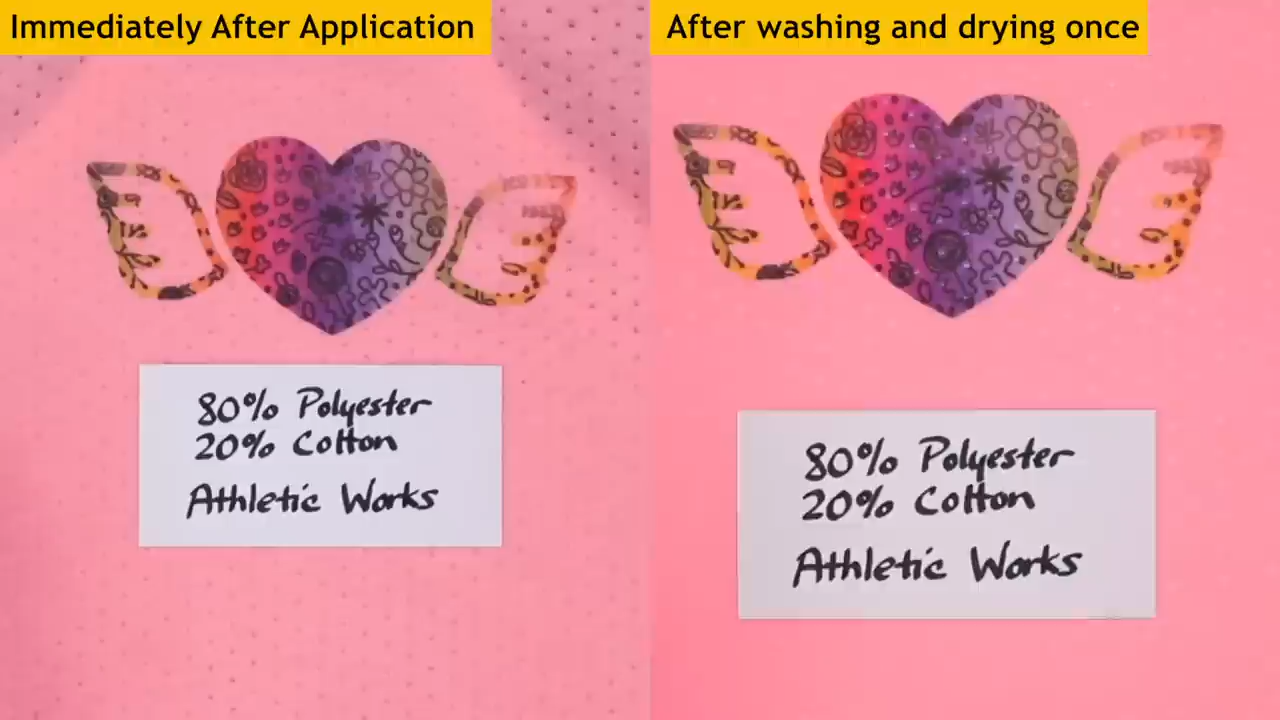 Immediately After Application
After washing and drying once
80% Polyester
20% Cotton
Athletic Works
80% Polyester
20% Cotton
Athletic Works